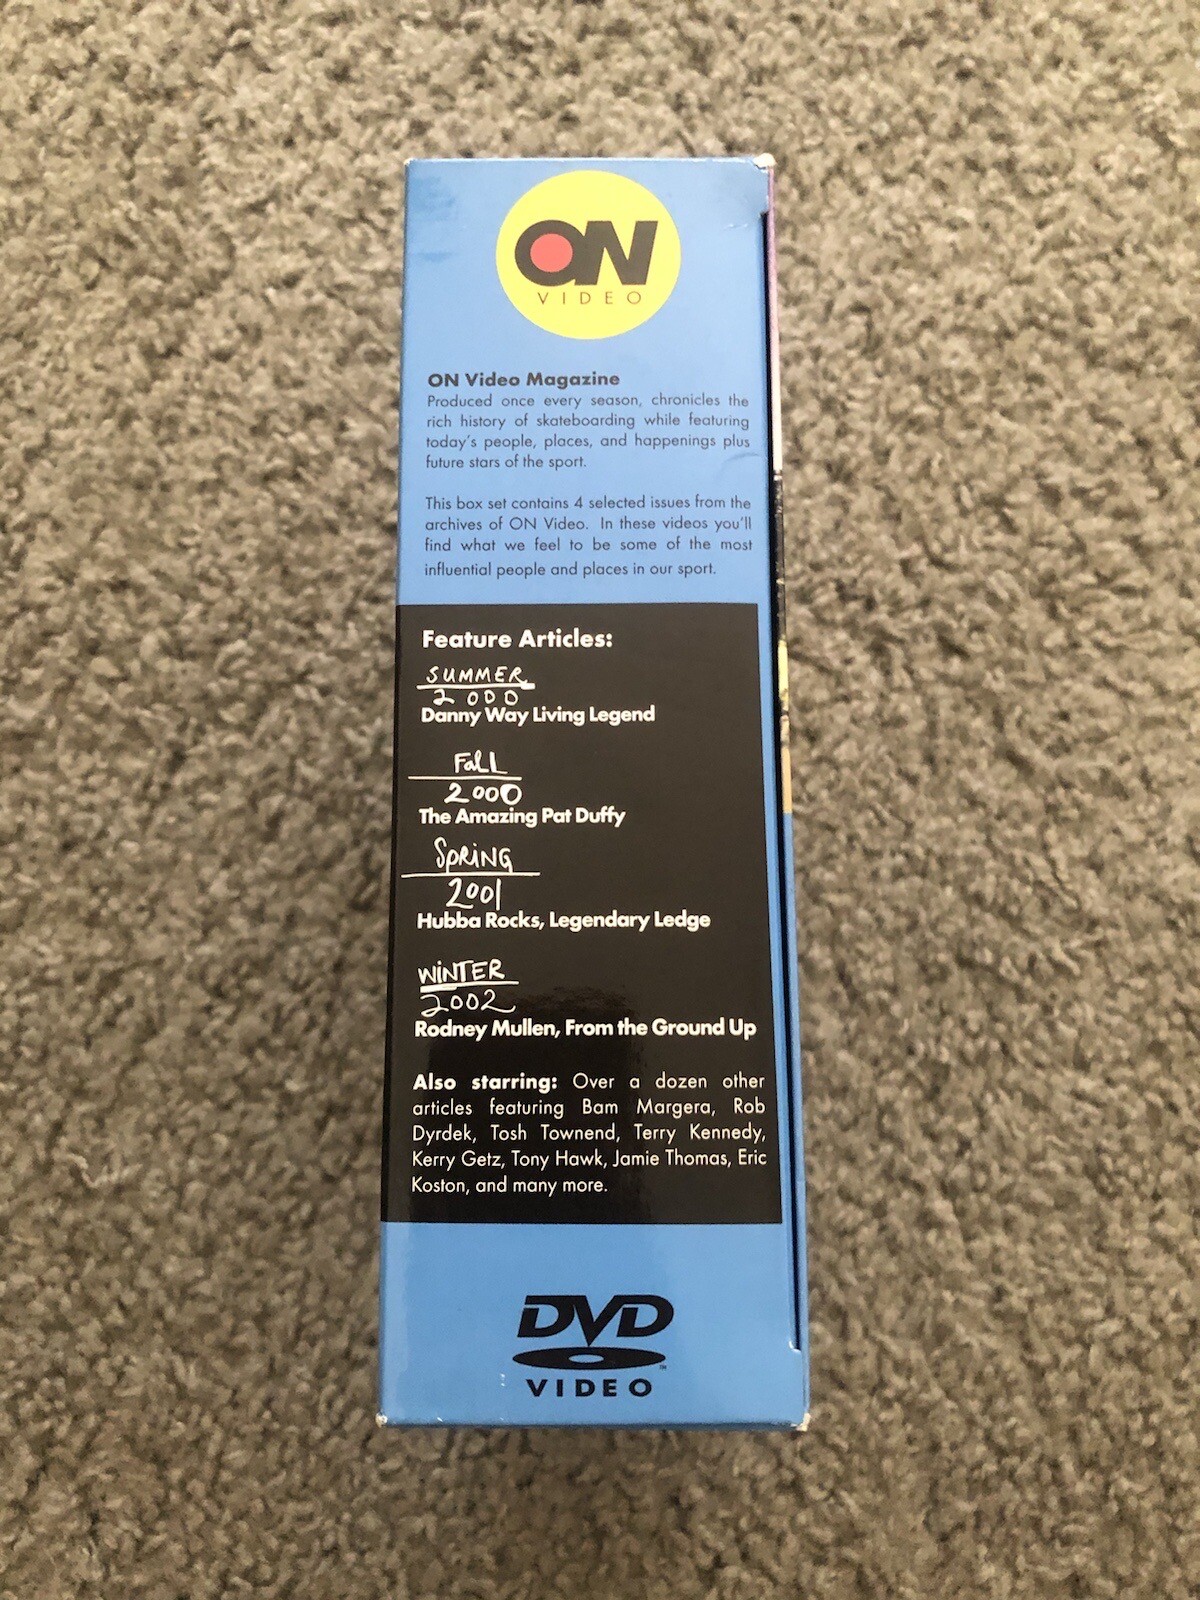 ON
VIDEO
ON Video Magazine
Produced once every season, chronicles the
rich history of skateboarding while featuring
today's people, places, and happenings plus
future stars of the sport.
This box set contains 4 selected issues from the
archives of ON Video. In these videos you'll
find what we feel to be some of the most
influential people and places in our sport.
Feature Articles:
SUMMER
2000
Danny Way Living Legend
Fall
2000
The Amazing Pat Duffy
SPRiNG
2001
Hubba Rocks, Legendary Ledge
WiNTER
2002
Rodney Mullen, From the Ground Up
Also starring: Over a dozen other
articles featuring Bam Margera, Rob
Dyrdek, Tosh Townend, Terry Kennedy,
Kerry Getz, Tony Hawk, Jamie Thomas, Eric
Koston, and many more.
DVD
TM
VIDEO